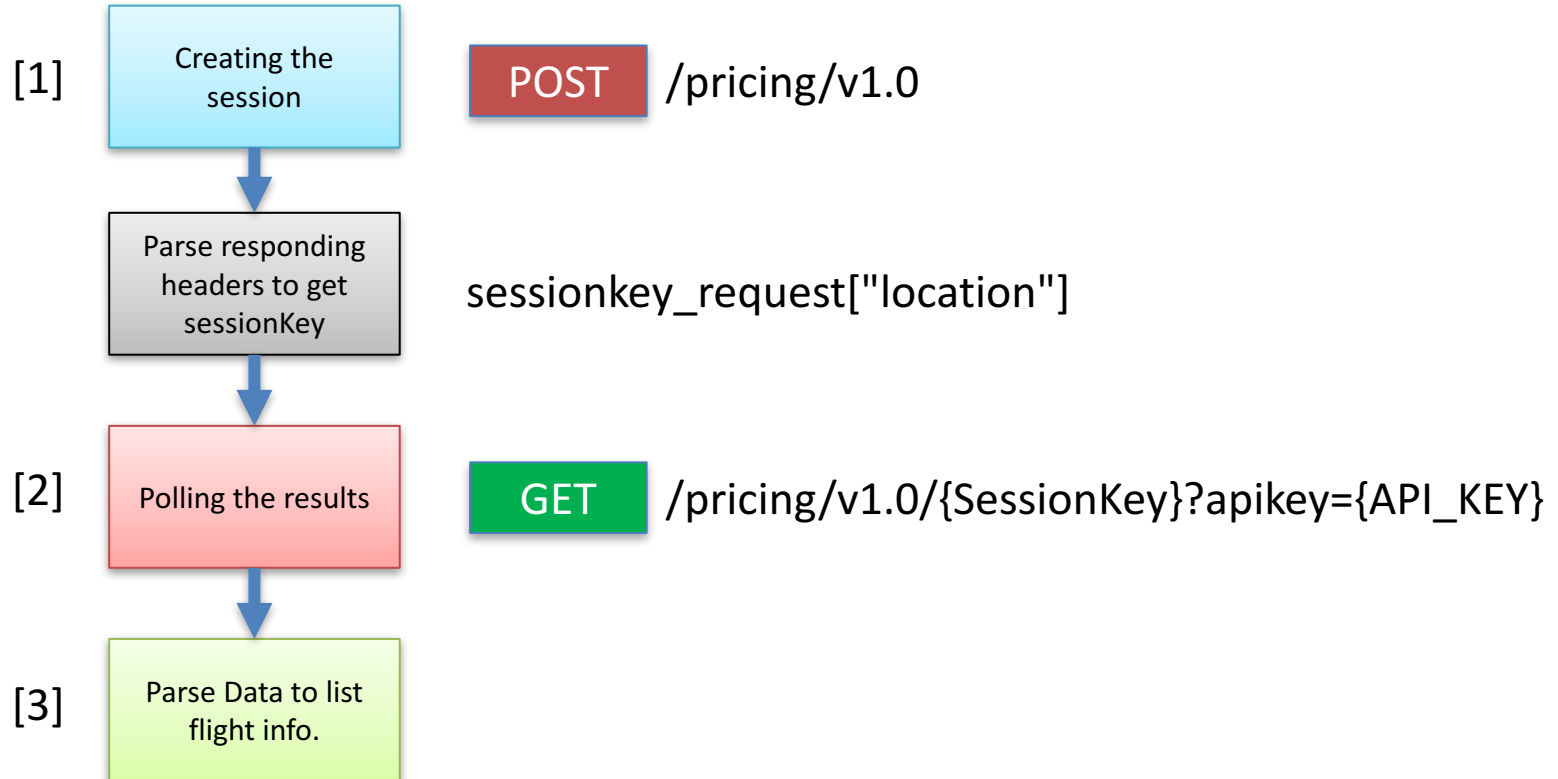 [1]
Creating the
session
POST
/pricing/v1.0
Parse responding
headers to get
sessionKey
sessionkey_request["location"]
[2]
Polling the results
GET
/pricing/v1.0/{SessionKey}?apikey={API_KEY}
[3]
Parse Data to list
flight info.